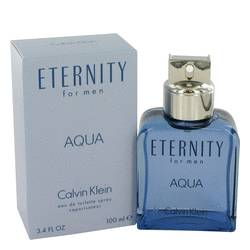 ETERNITY
for men
AQUA
Calvin Klein
eau de toilette spray
vaporisateur
3.4 FL OZ
100 ml e
ETERNITY
for men
AQUA
Calvin Klein